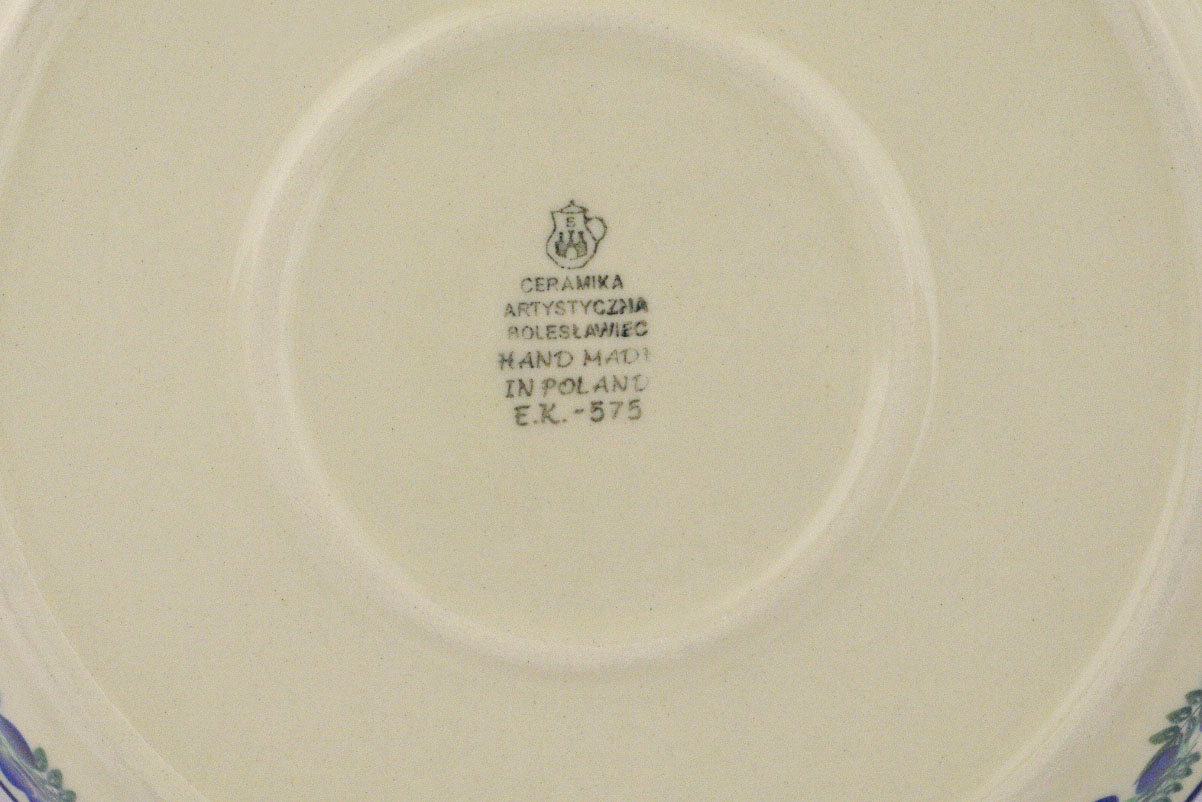 CERAMIKA
ARTYSTYCZNA
BOLESŁAWIEC
HAND MADE
IN POLAND
E.K.-575